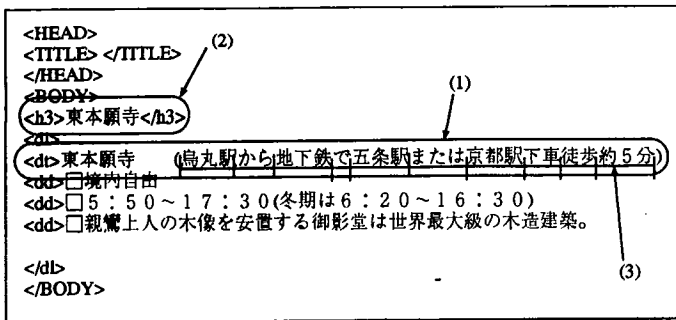 <HEAD>
<TITLE> </TITLE>
</HEAD>
<BODY>
<h3>東本願寺</h3>
<dl>
<dt>東本願寺 (烏丸駅から地下鉄で五条駅または京都駅下車徒歩約5分)
<dd>□境内自由
<dd>□5:50~17:30(冬期は6:20~16:30)
<dd>□親鸞上人の木像を安置する御影堂は世界最大級の木造建築。
</dl>
</BODY>
(2)
(1)
(3)